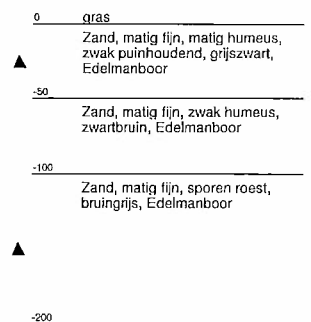 0 gras
Zand, matig fijn, matig humeus,
zwak puinhoudend, grijszwart,
Edelmanboor
-50
Zand, matig fijn, zwak humeus,
zwartbruin, Edelmanboor
-100
Zand, matig fijn, sporen roest,
bruingrijs, Edelmanboor
-200